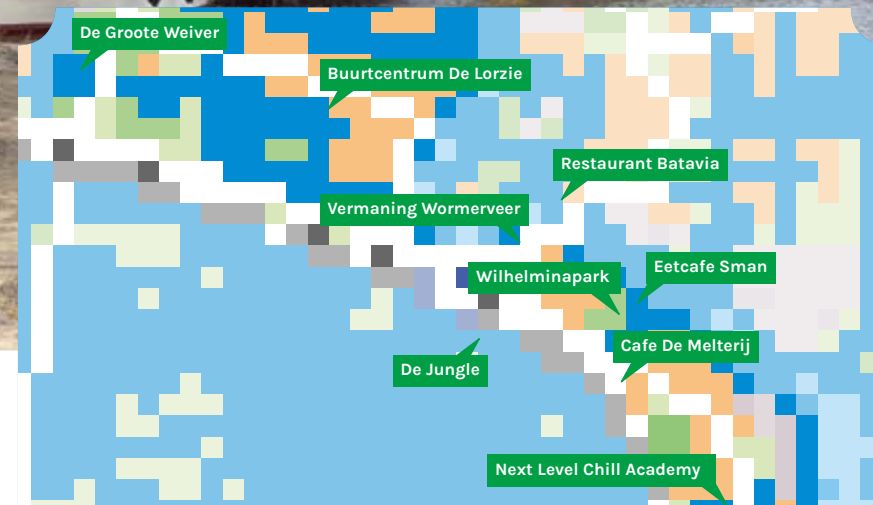 De Groote Weiver
Buurtcentrum De Lorzie
Restaurant Batavia
Vermaning Wormerveer
Eetcafe Sman
Wilhelminapark
Cafe De Melterij
De Jungle
Next Level Chill Academy